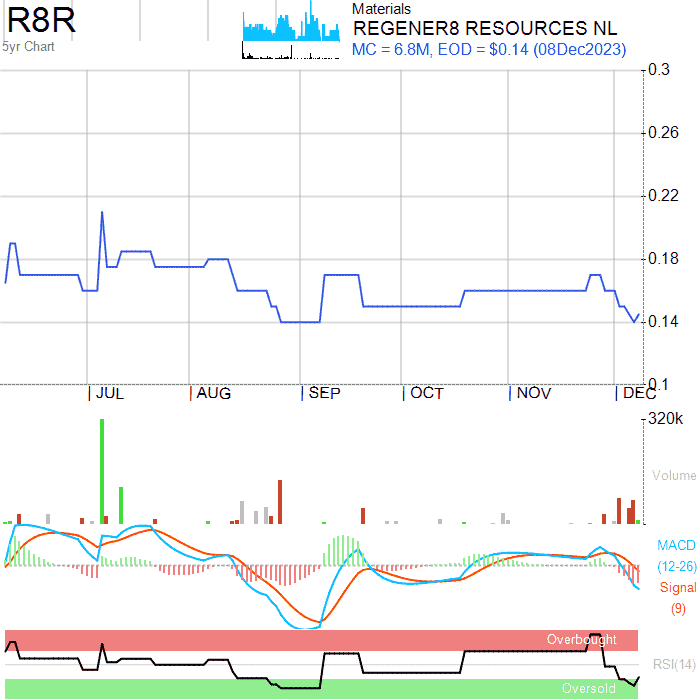 R8R
5yr Chart
Materials
REGENER8 RESOURCES NL
MC = 6.8M, EOD = $0.14 (08Dec2023)
0.3
0.26
0.22
0.18
0.14
0.1
JUL AUG SEP OCT NOV DEC
320k
Volume
MACD
(12-26)
Signal
(9)
Overbought
RSI(14)
Oversold